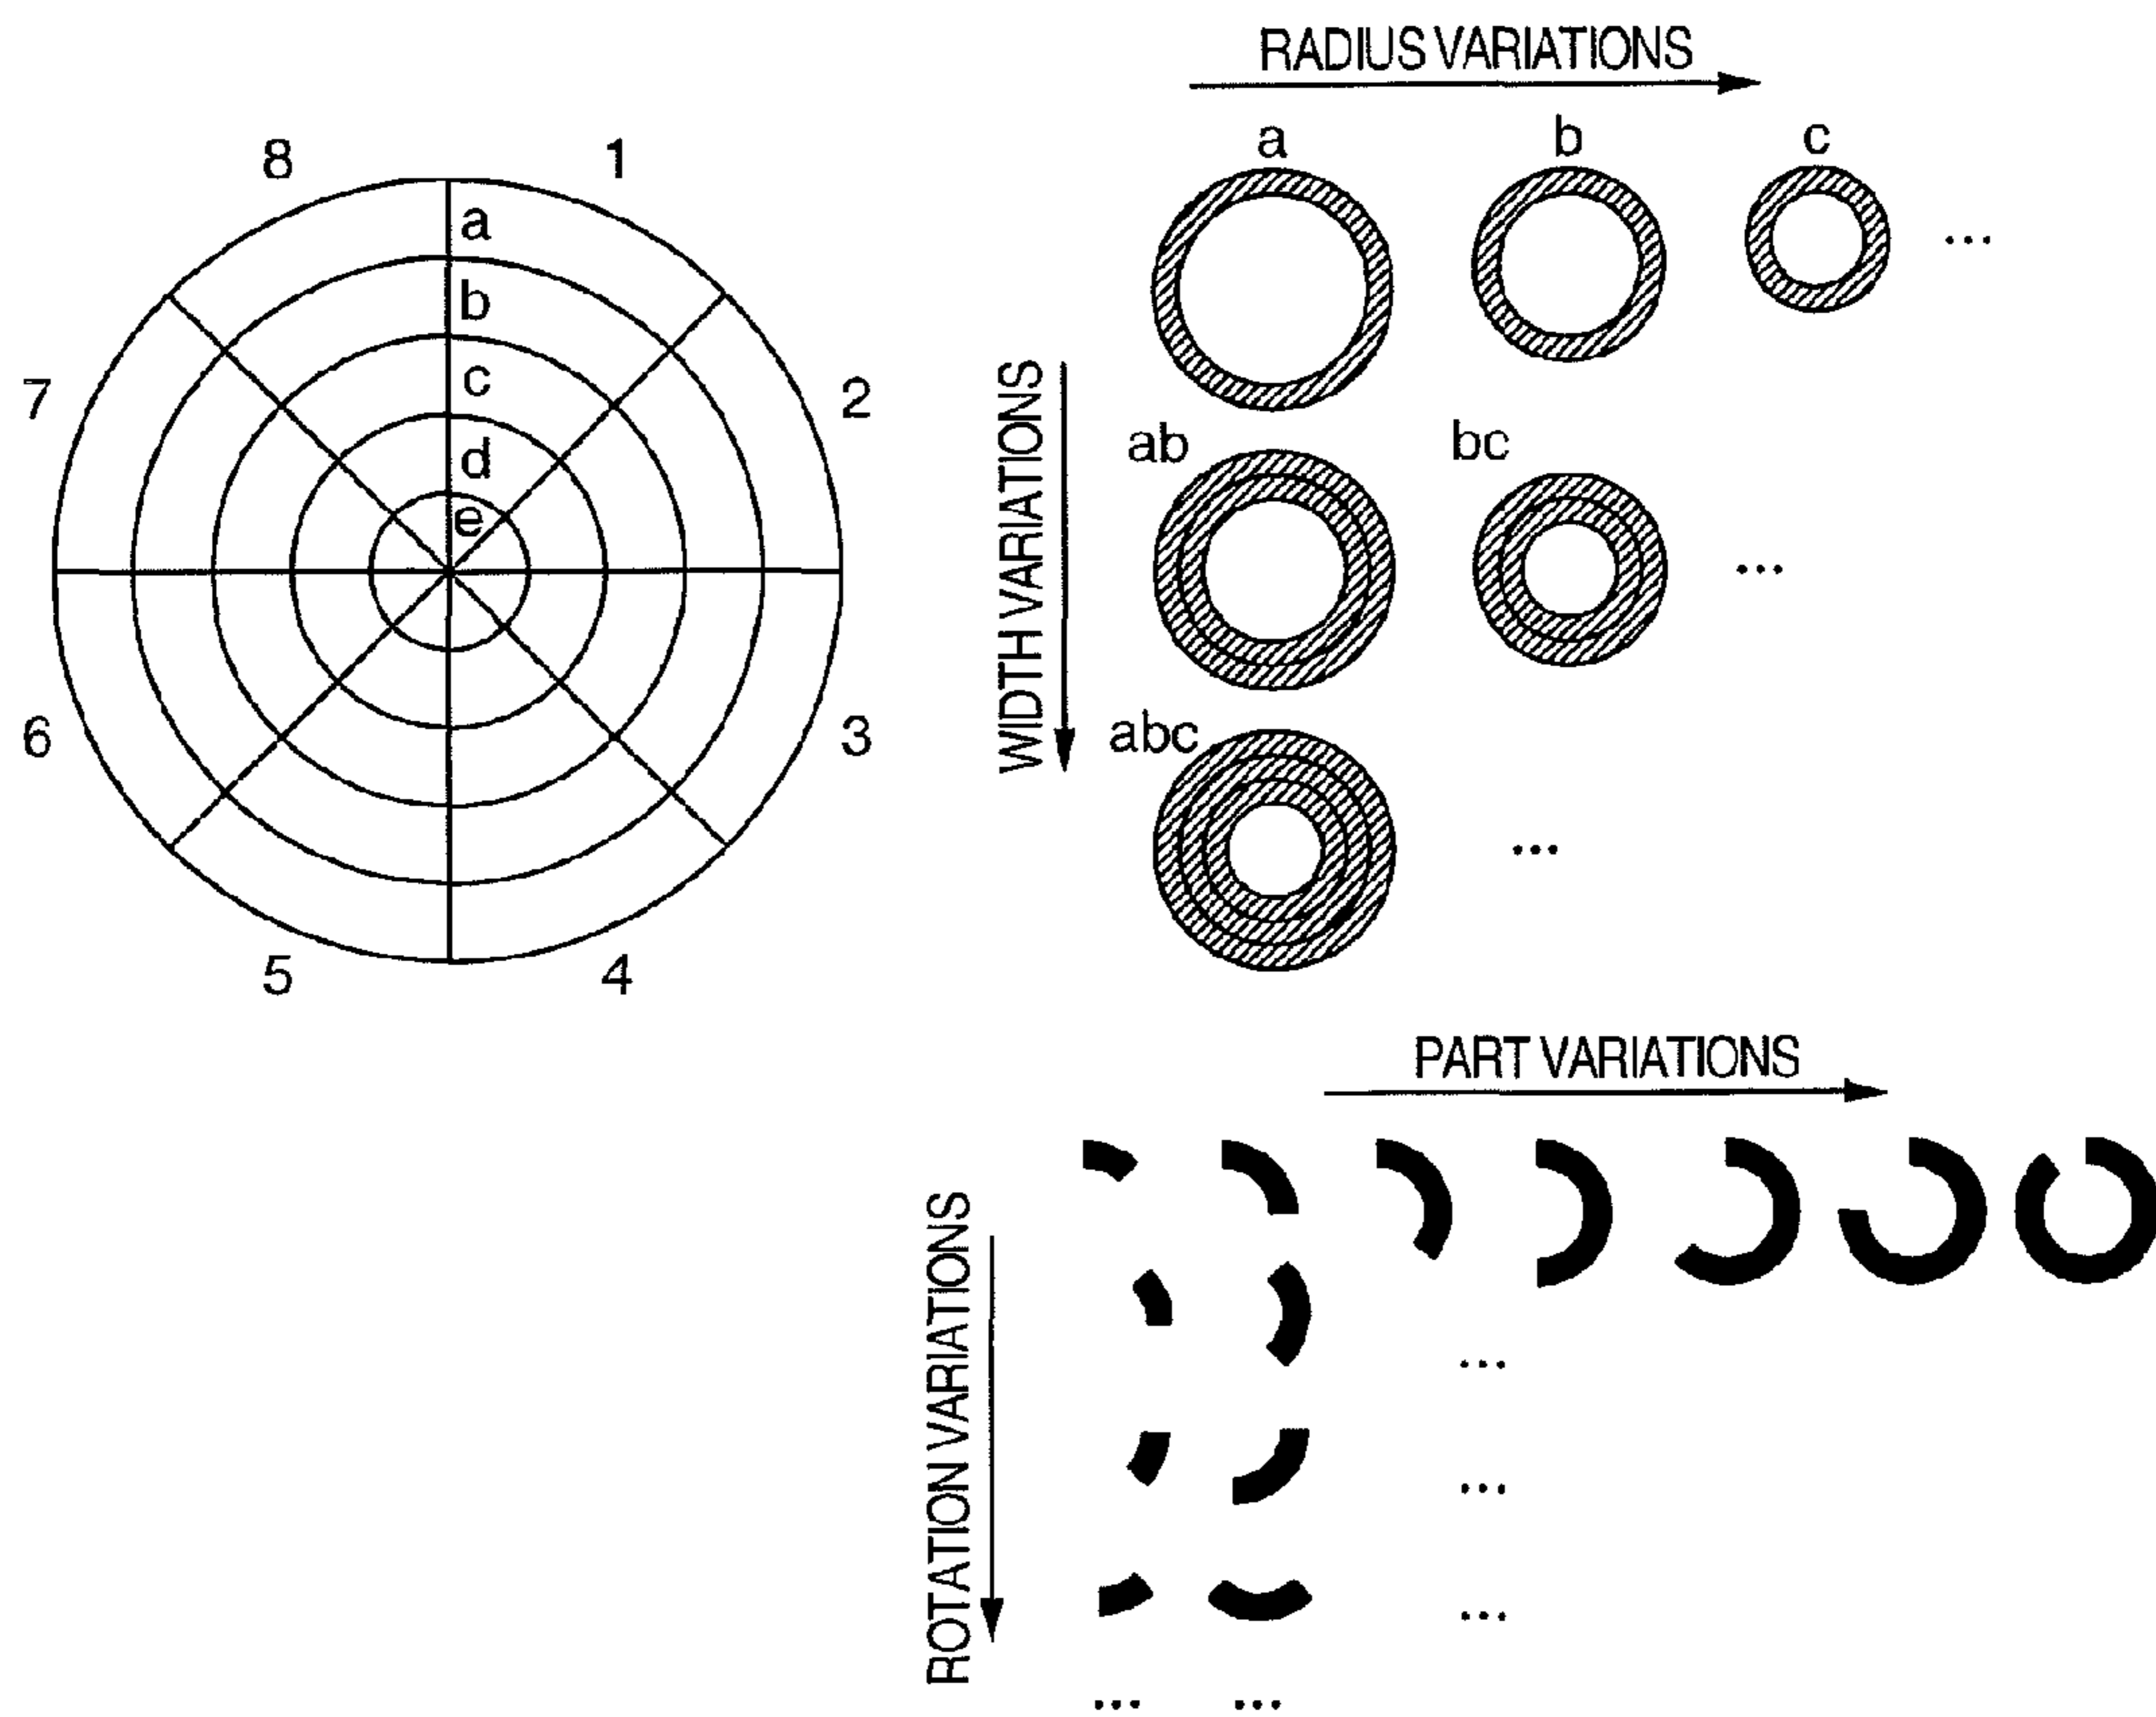 RADIUS VARIATIONS
a b c
...
8 1
a
b
7 c 2
d
e
6 3
5 4
WIDTH VARIATIONS
ab bc
...
abc
...
PART VARIATIONS
ROTATION VARIATIONS
...
...
...
... ...